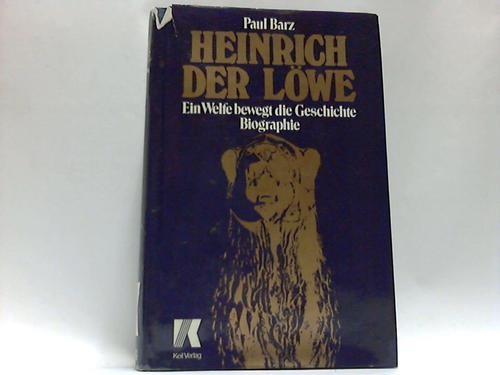 Paul Barz
HEINRICH
DER LÖWE
Ein Welfe bewegt die Geschichte
Biographie
K
Keil Verlag